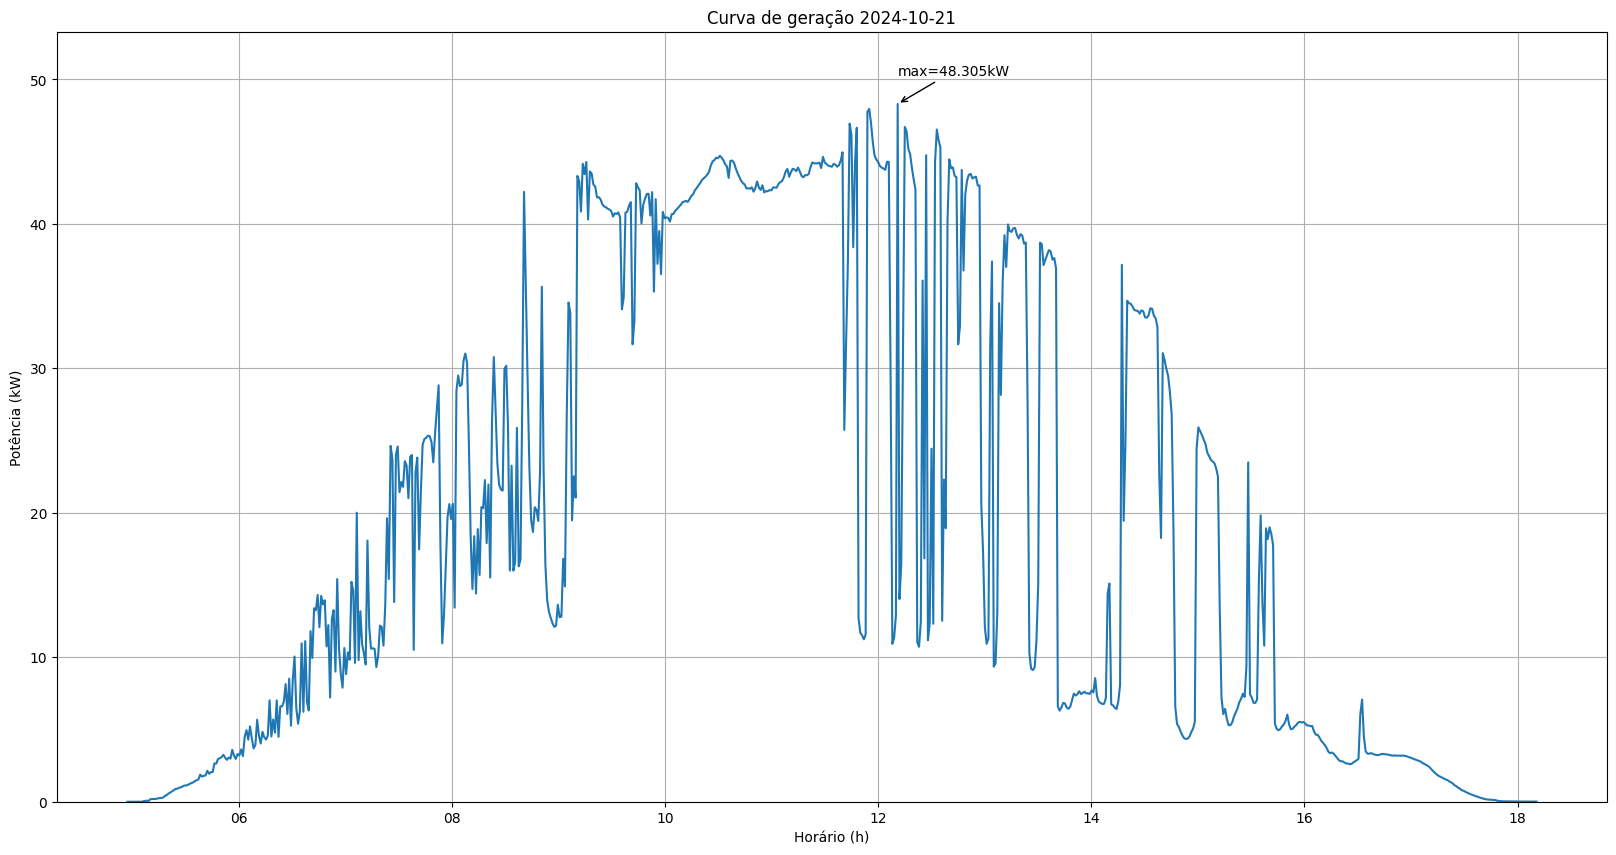 Curva de geração 2024-10-21
max=48.305kW
50
40
30
20
10
0
Potência (kW)
06 08 10 12 14 16 18
Horário (h)